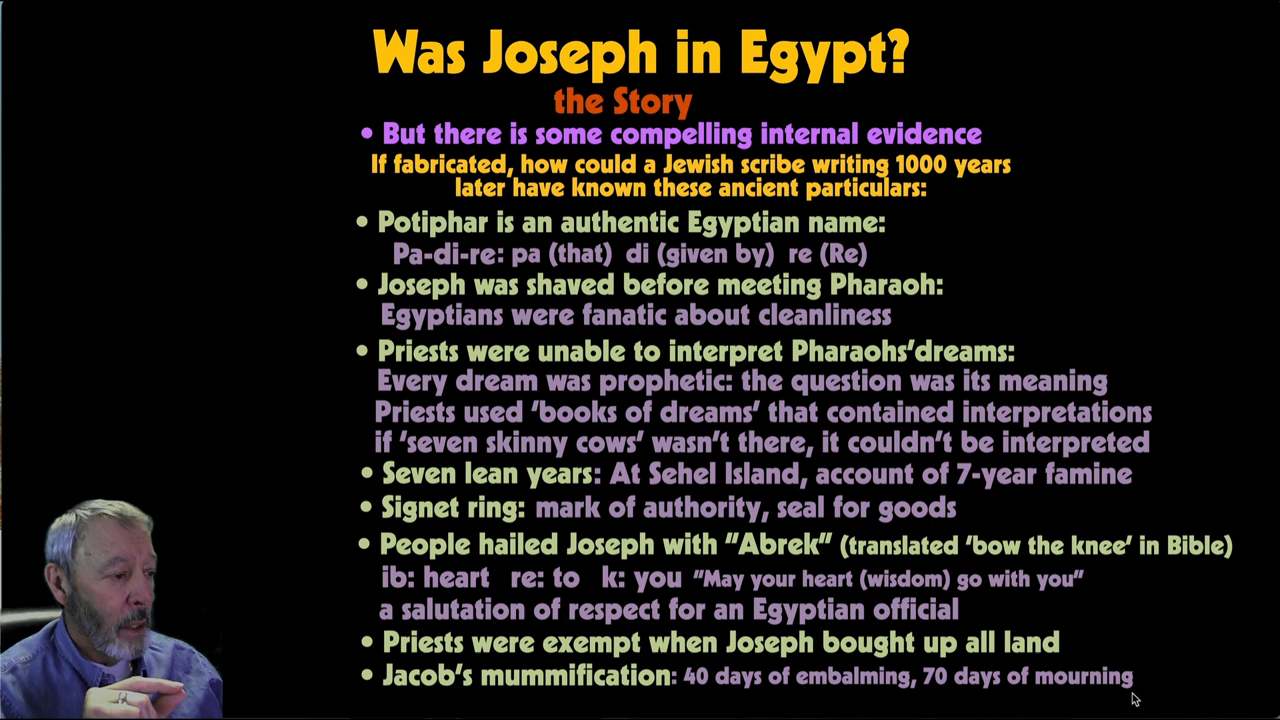 Was Joseph in Egypt?
the Story
• But there is some compelling internal evidence
If fabricated, how could a Jewish scribe writing 1000 years
later have known these ancient particulars:
• Potiphar is an authentic Egyptian name:
Pa-di-re: pa (that) di (given by) re (Re)
• Joseph was shaved before meeting Pharaoh:
Egyptians were fanatic about cleanliness
• Priests were unable to interpret Pharaohs'dreams:
Every dream was prophetic: the question was its meaning
Priests used 'books of dreams' that contained interpretations
if 'seven skinny cows' wasn't there, it couldn't be interpreted
• Seven lean years: At Sehel Island, account of 7-year famine
• Signet ring: mark of authority, seal for goods
• People hailed Joseph with "Abrek" (translated 'bow the knee' in Bible)
ib: heart re: to k: you "May your heart (wisdom) go with you"
a salutation of respect for an Egyptian official
• Priests were exempt when Joseph bought up all land
• Jacob's mummification: 40 days of embalming, 70 days of mourning